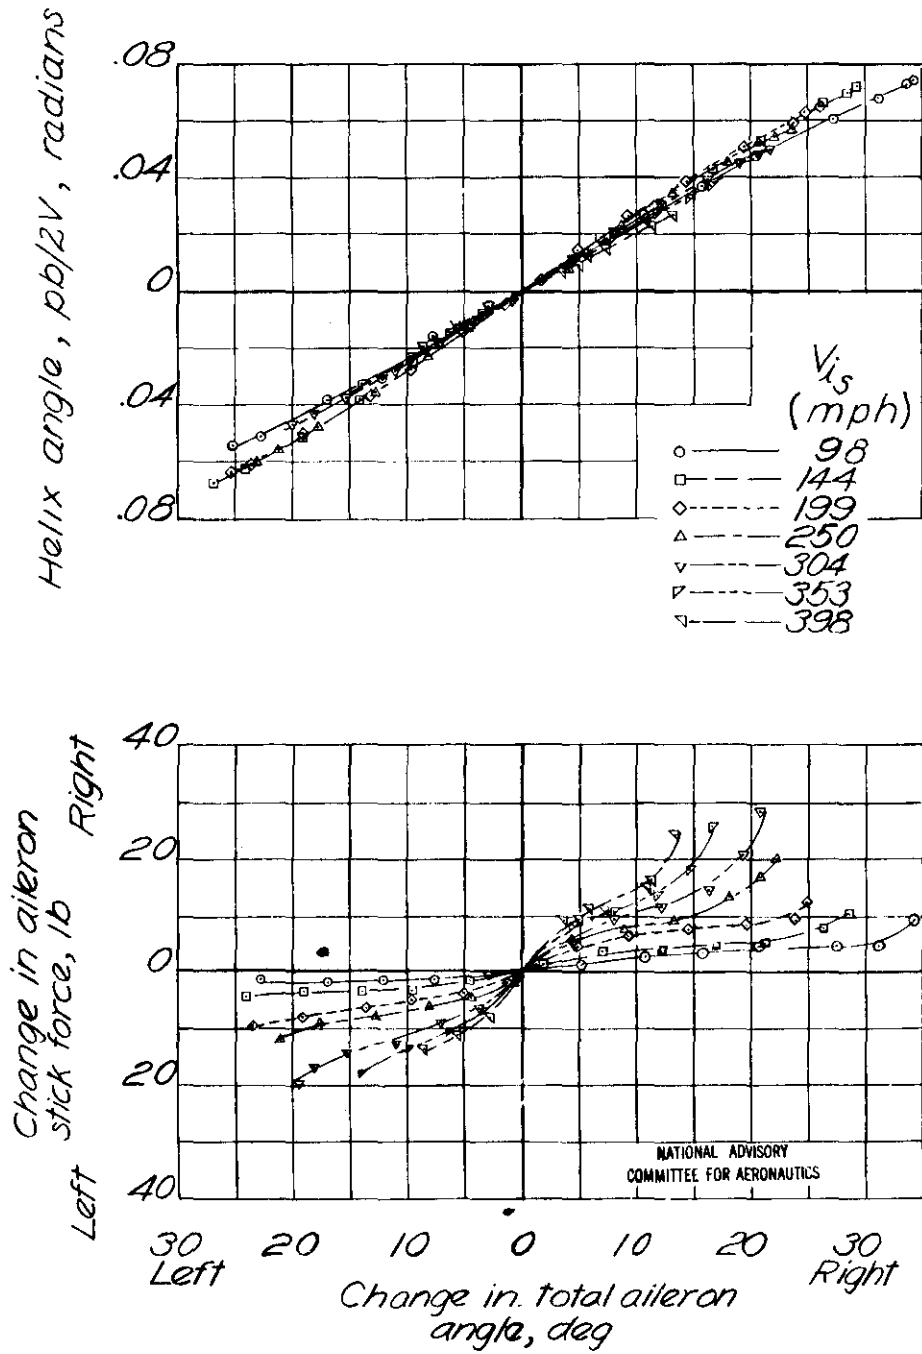 Helix angle, pb/2V, radians
.08
.04
0
.04
.08
Vis
(mph)
98
144
199
250
304
353
398
Change in aileron
stick force, lb
Left Right
40
20
0
20
40
NATIONAL ADVISORY
COMMITTEE FOR AERONAUTICS
30 20 10 0 10 20 30
Left Right
Change in total aileron
angle, deg